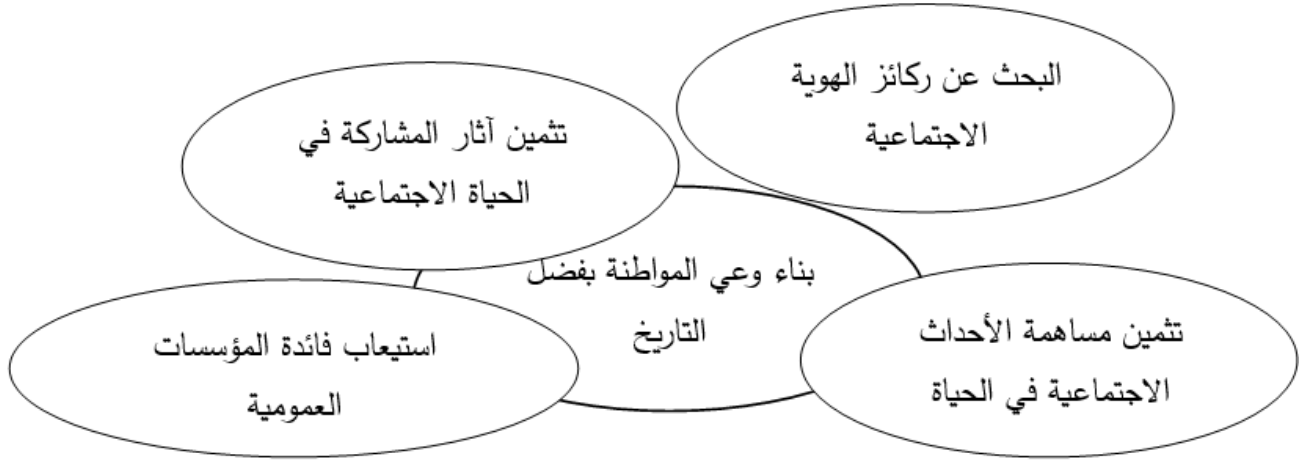 البحث عن ركائز الهوية
الاجتماعية
تثمين آثار المشاركة في
الحياة الاجتماعية
بناء وعي المواطنة بفضل
التاريخ
تثمين مساهمة الأحداث
الاجتماعية في الحياة
استيعاب فائدة المؤسسات
العمومية